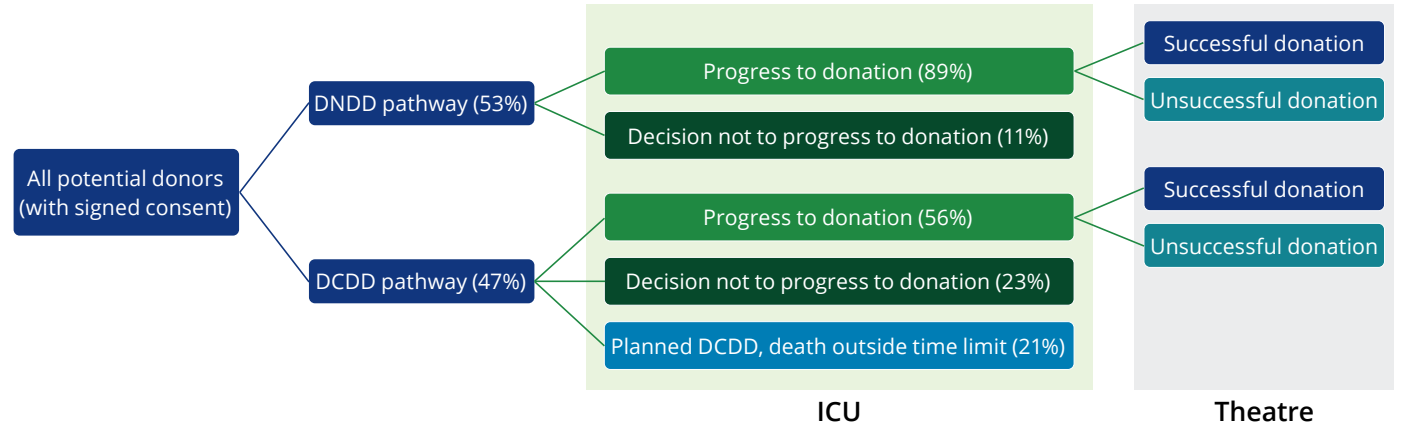 All potential donors
(with signed consent)
DNDD pathway (53%)
DCDD pathway (47%)
Progress to donation (89%)
Decision not to progress to donation (11%)
Progress to donation (56%)
Decision not to progress to donation (23%)
Planned DCDD, death outside time limit (21%)
Successful donation
Unsuccessful donation
Successful donation
Unsuccessful donation
ICU
Theatre